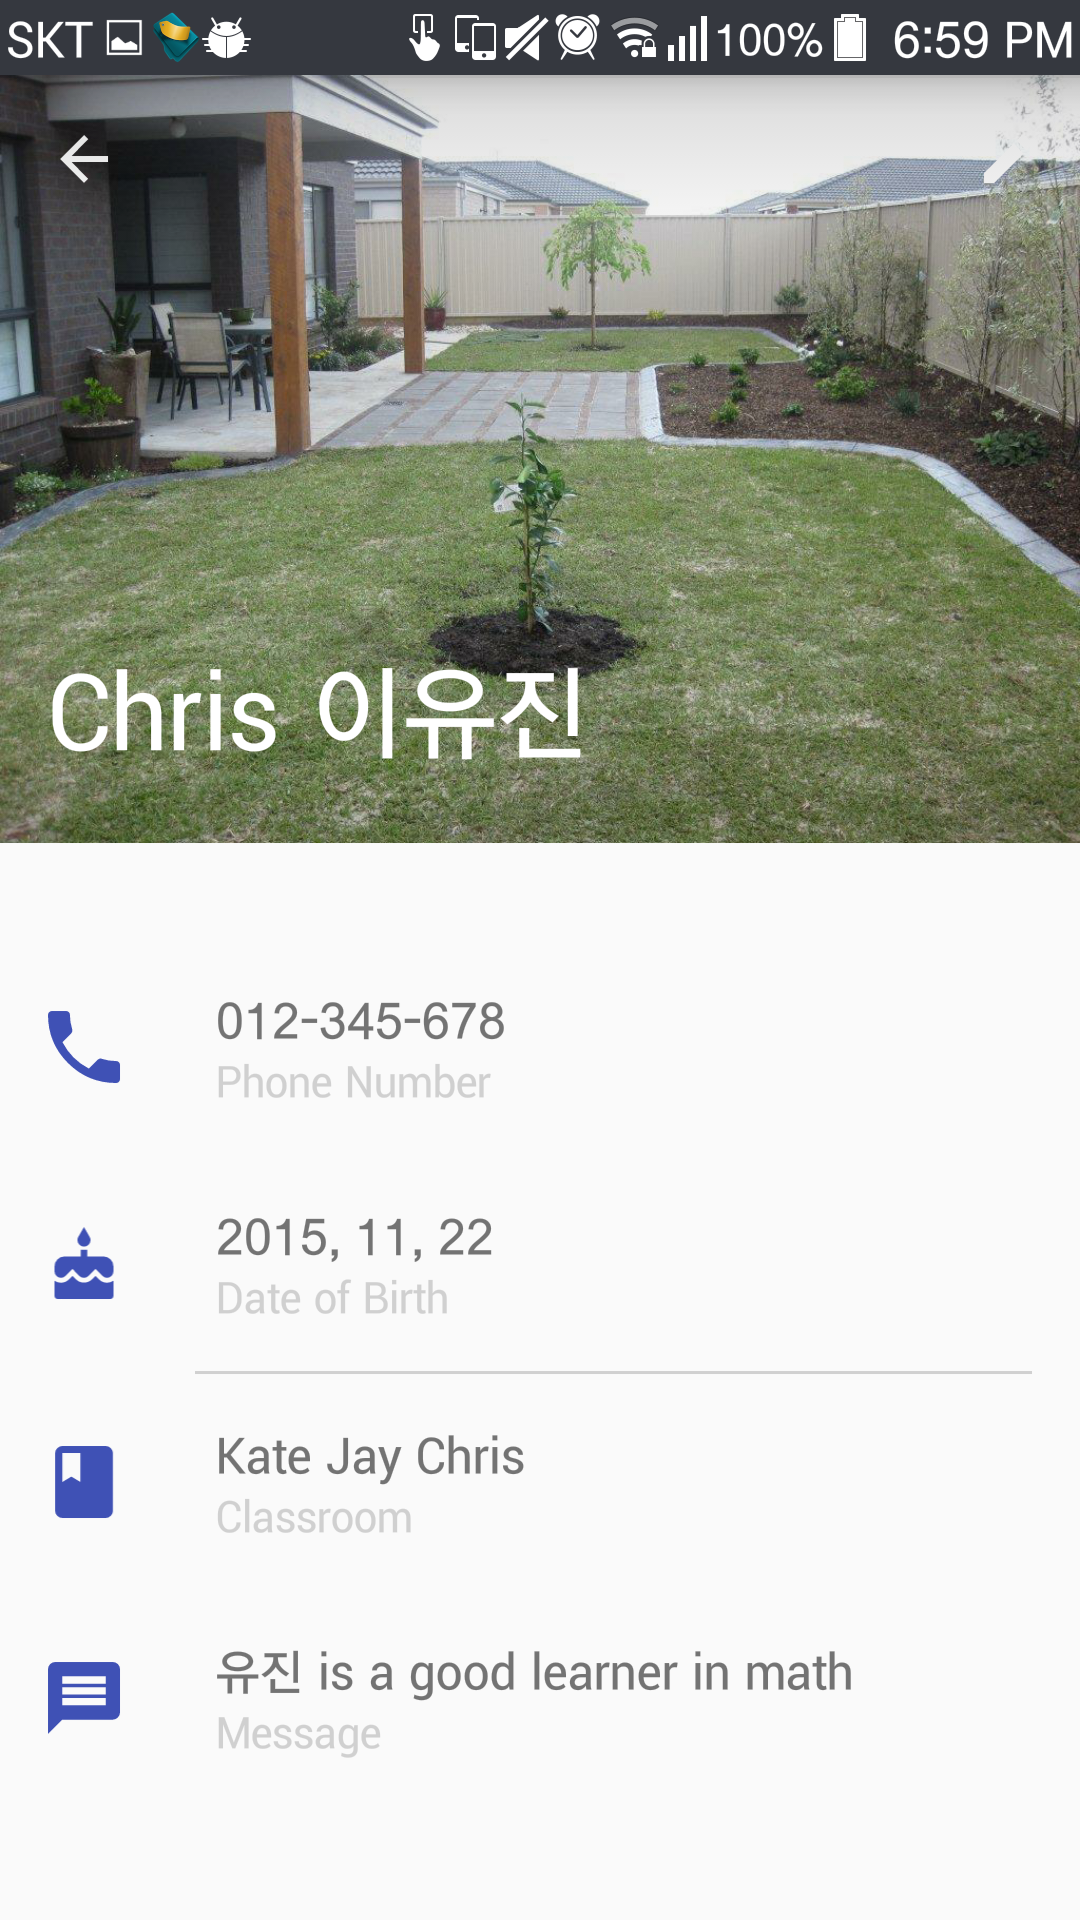 SKT 100% 6:59 PM
Chris 이유진
012-345-678
Phone Number
2015, 11, 22
Date of Birth
Kate Jay Chris
Classroom
유진 is a good learner in math
Message